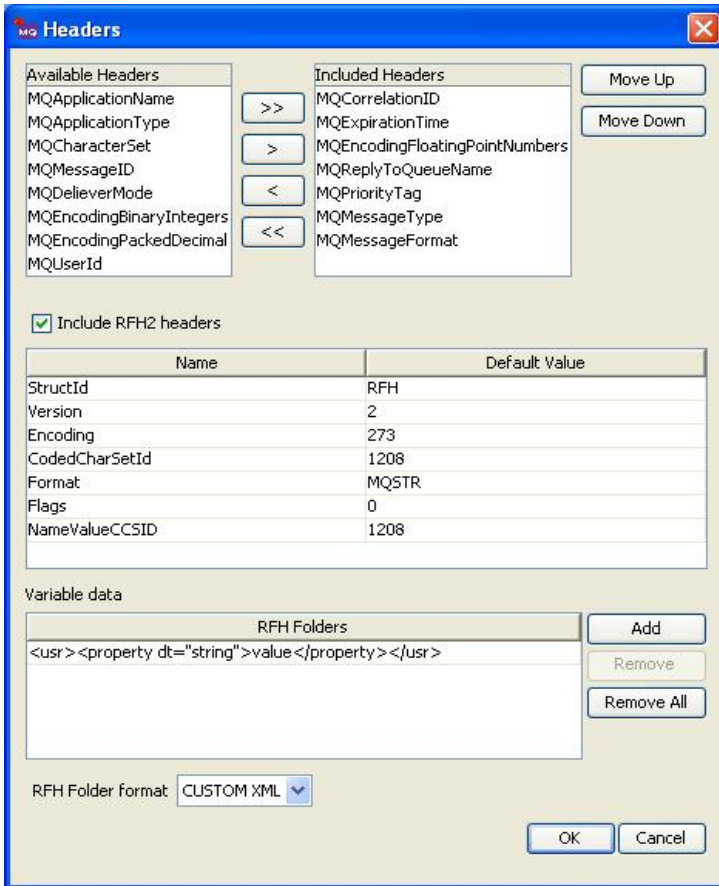 MQ Headers
Available Headers
MQApplicationName
MQApplicationType
MQCharacterSet
MQMessageID
MQDelieverMode
MQEncodingBinaryIntegers
MQEncodingPackedDecimal
MQUserId
>>
>
<
<<
Included Headers
MQCorrelationID
MQExpirationTime
MQEncodingFloatingPointNumbers
MQReplyToQueueName
MQPriorityTag
MQMessageType
MQMessageFormat
Move Up
Move Down
Include RFH2 headers
Name Default Value
StructId RFH
Version 2
Encoding 273
CodedCharSetId 1208
Format MQSTR
Flags 0
NameValueCCSID 1208
Variable data
RFH Folders
<usr><property dt="string">value</property></usr>
Add
Remove
Remove All
RFH Folder format CUSTOM XML
OK Cancel